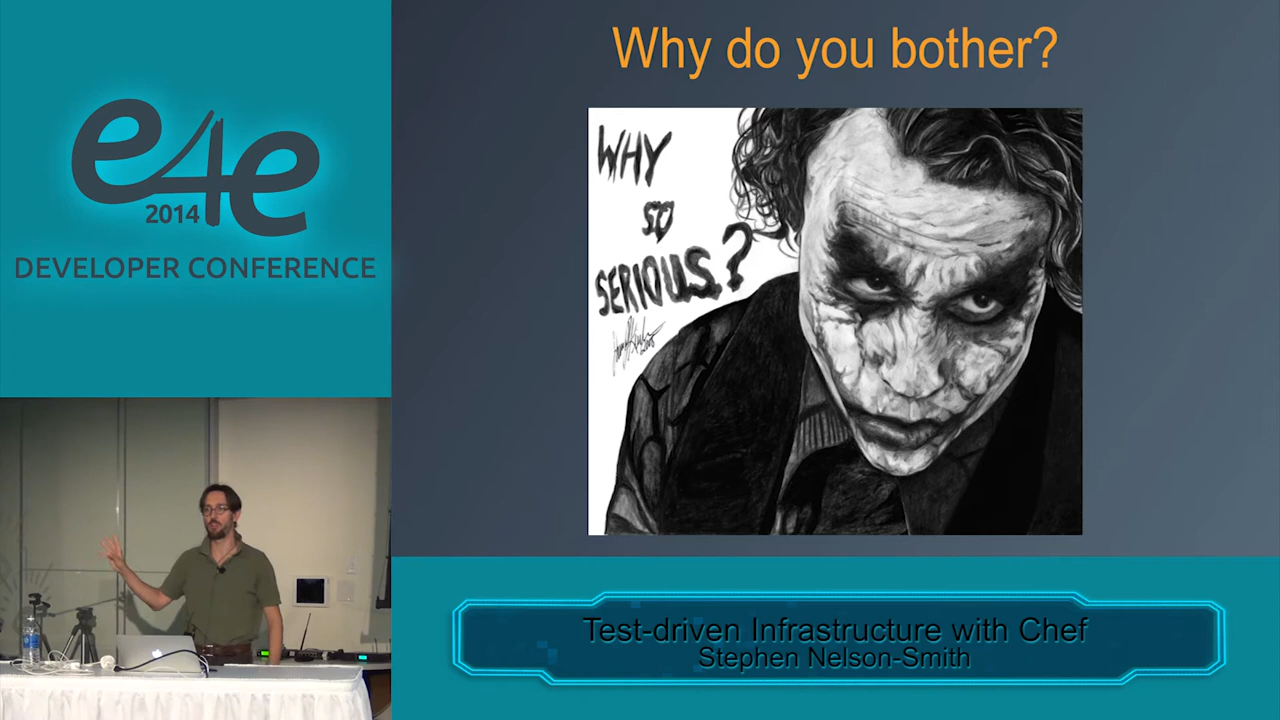 e4e
2014
DEVELOPER CONFERENCE
Why do you bother?
WHY
SO
SERIOUS.?
Test-driven Infrastructure with Chef
Stephen Nelson-Smith